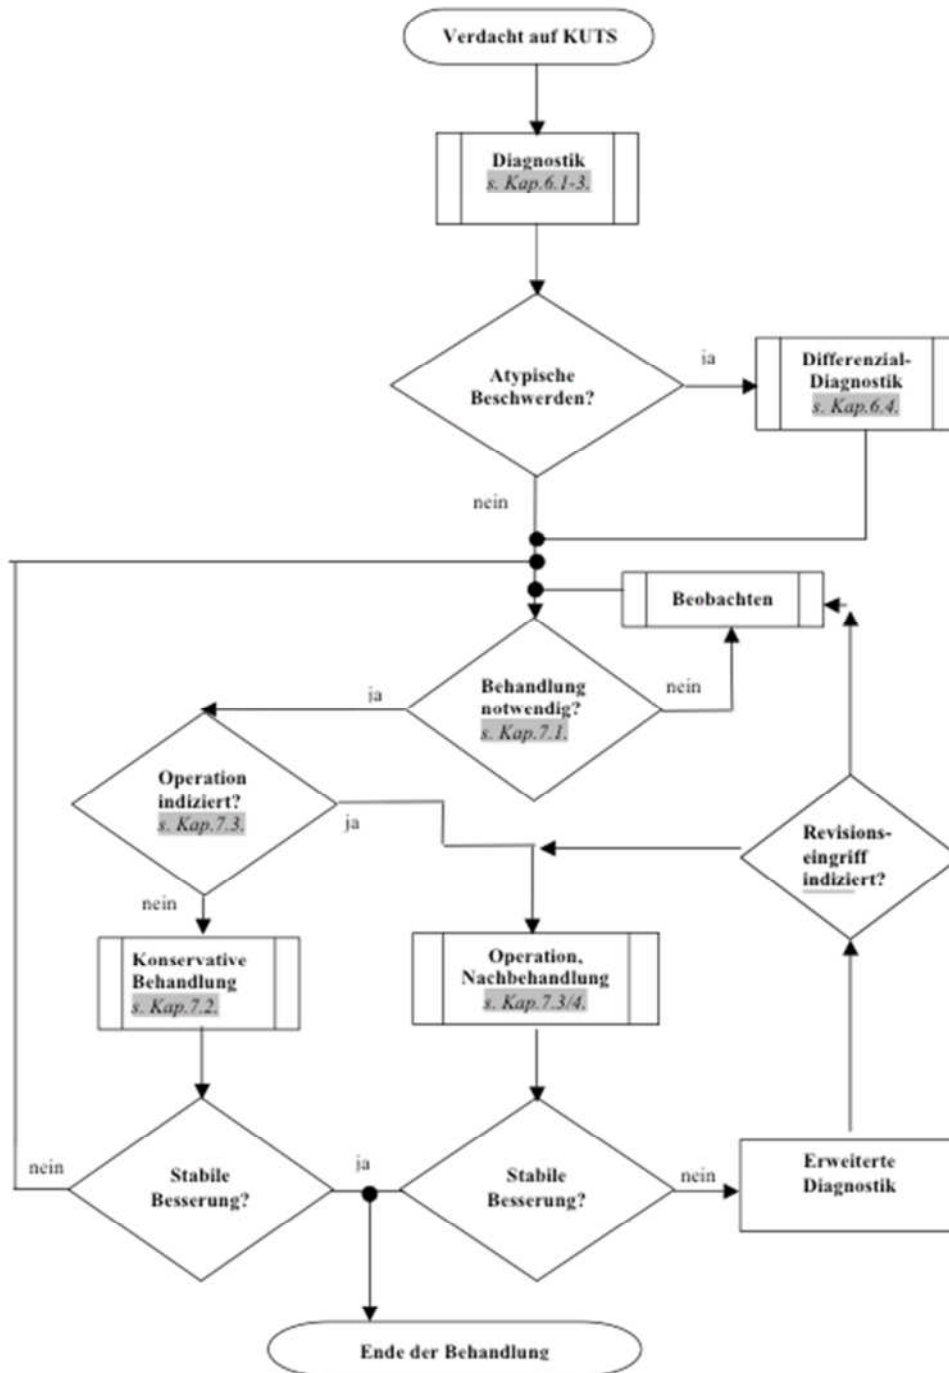 Verdacht auf KUTS
Diagnostik
s. Kap.6.1-3.
Atypische
Beschwerden?
ja
Differenzial-
Diagnostik
s. Kap.6.4.
nein
Beobachten
Behandlung
notwendig?
s. Kap.7.1.
nein
ja
Operation
indiziert?
s. Kap.7.3.
ja
Revisions-
eingriff
indiziert?
nein
Konservative
Behandlung
s. Kap.7.2.
Operation,
Nachbehandlung
s. Kap.7.3/4.
nein
Stabile
Besserung?
ja
Stabile
Besserung?
nein
Erweiterte
Diagnostik
Ende der Behandlung